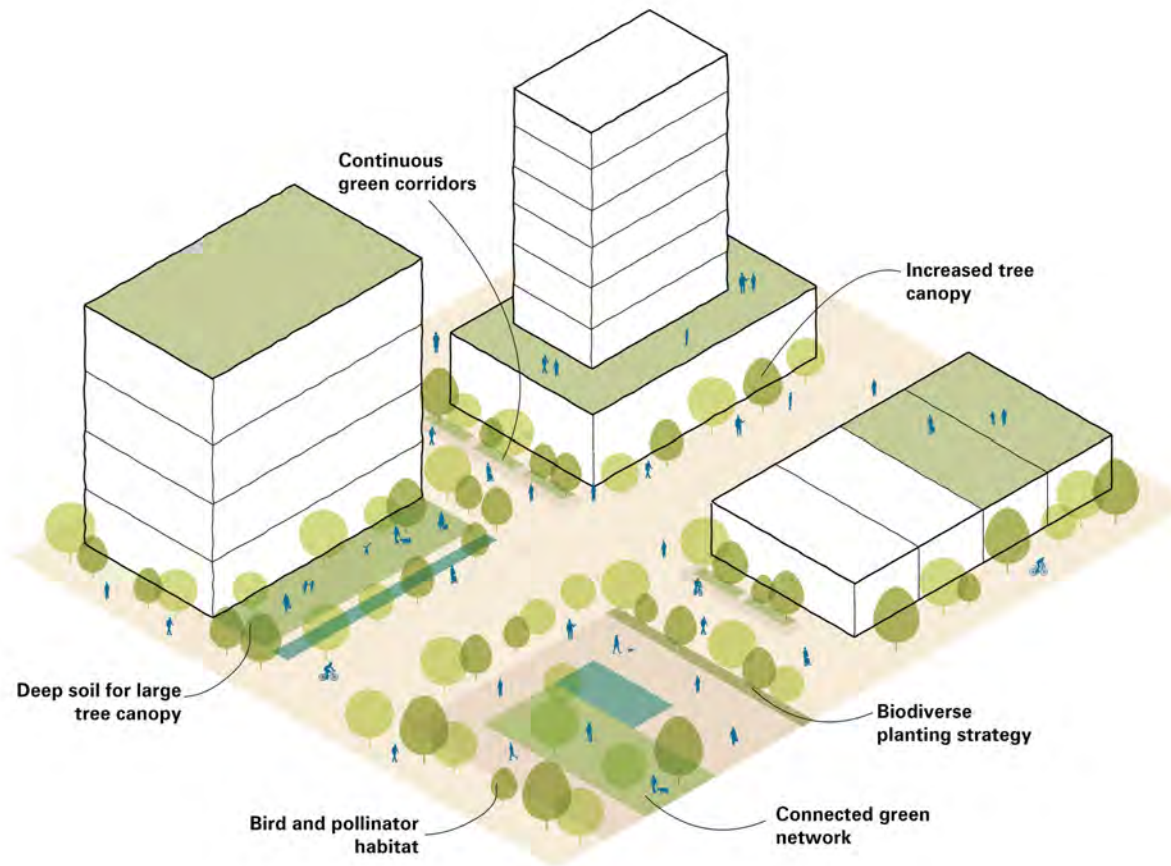 Continuous
green corridors
Increased tree
canopy
Deep soil for large
tree canopy
Biodiverse
planting strategy
Bird and pollinator
habitat
Connected green
network